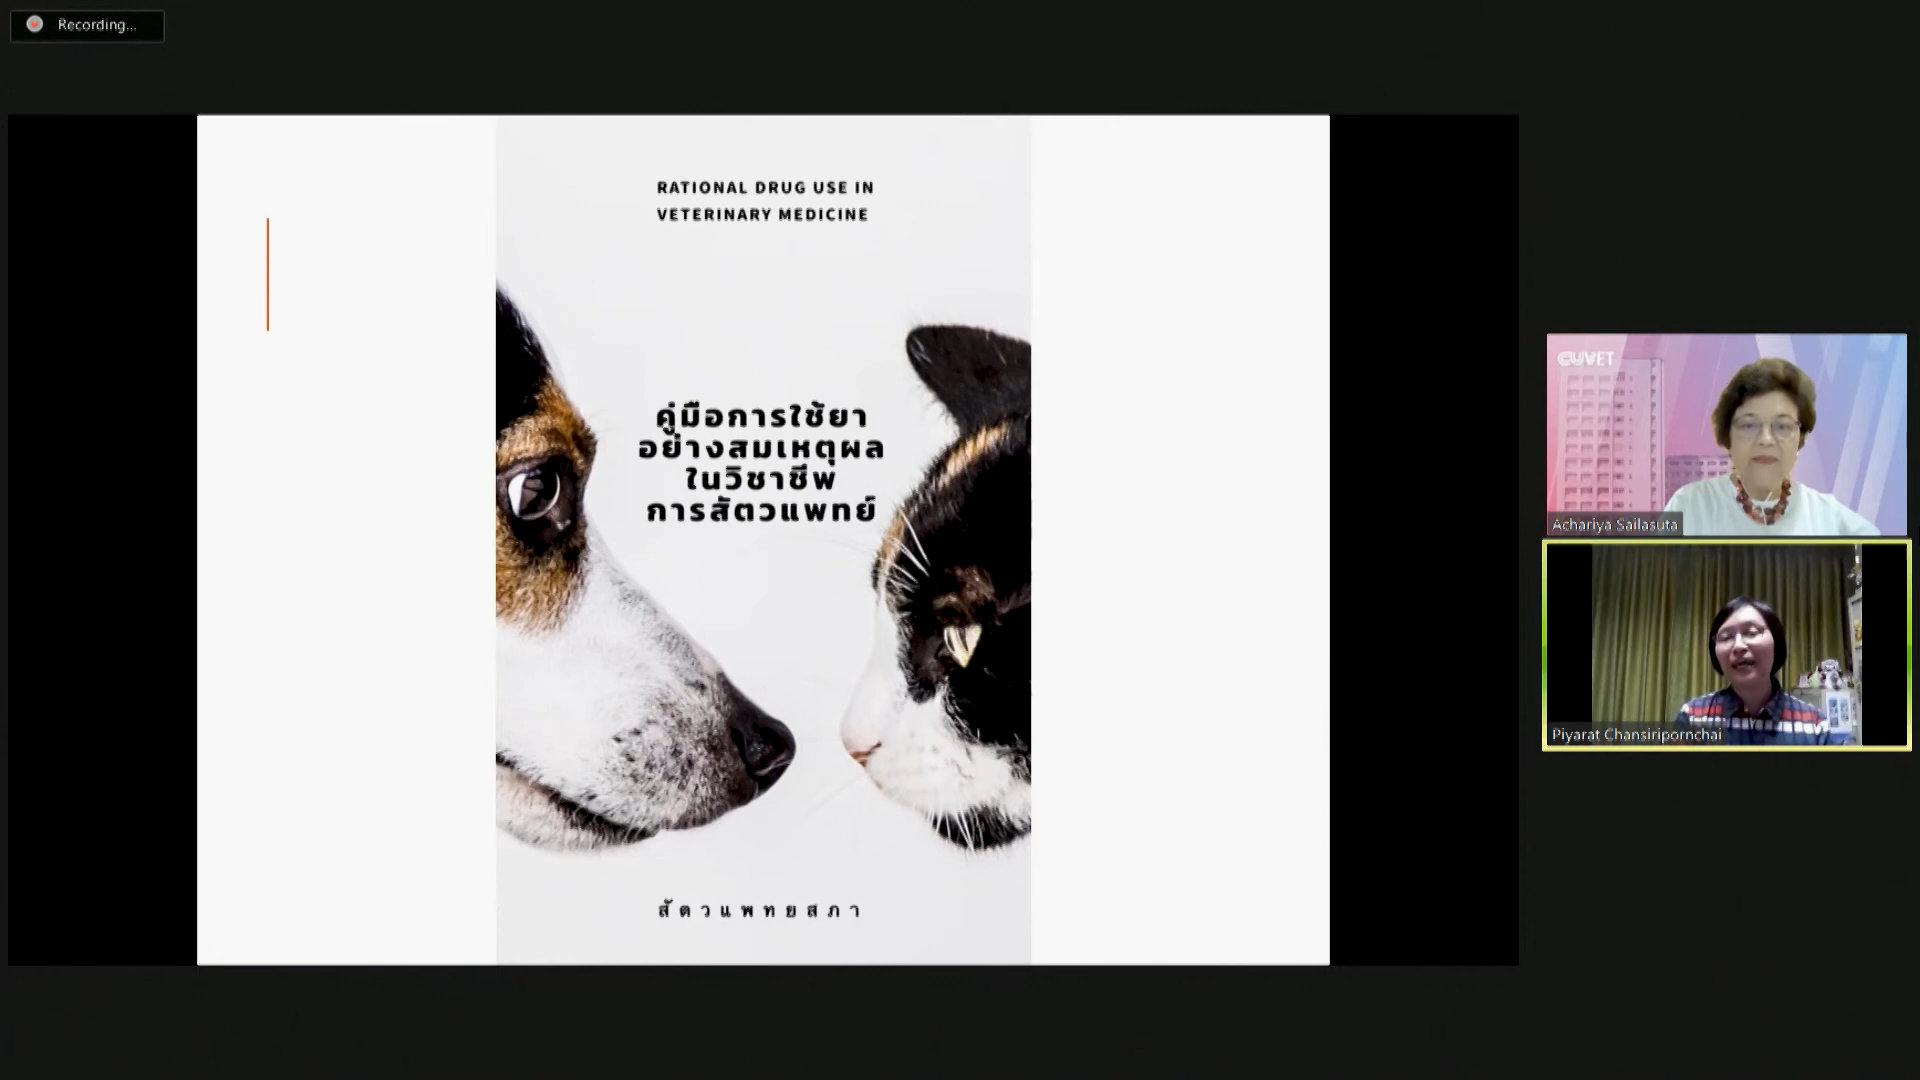 Recording...
RATIONAL DRUG USE IN
VETERINARY MEDICINE
คู่มือการใช้ยา
อย่างสมเหตุผล
ในวิชาชีพ
การสัตวแพทย์
สัตวแพทยสภา
CUVET
Achariya Sailasuta
Piyarat Chansiripornchai